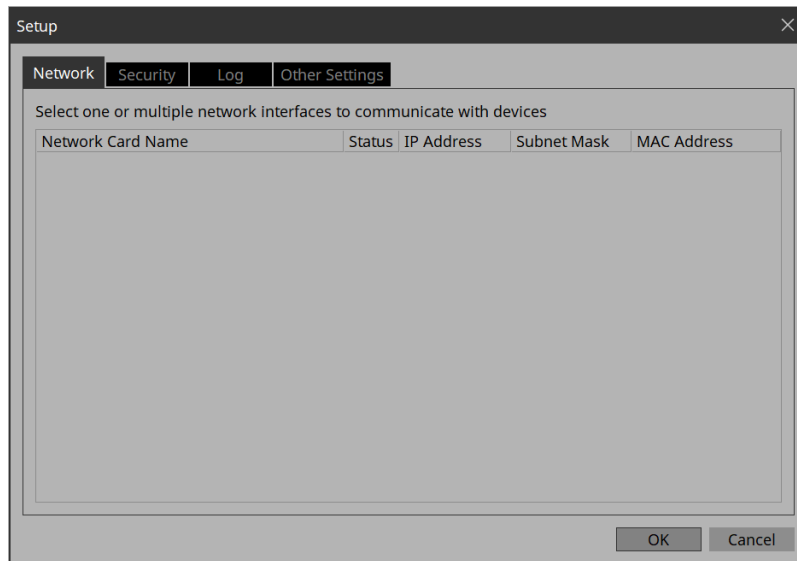 Setup
Network Security Log Other Settings
Select one or multiple network interfaces to communicate with devices
Network Card Name Status IP Address Subnet Mask MAC Address
OK Cancel